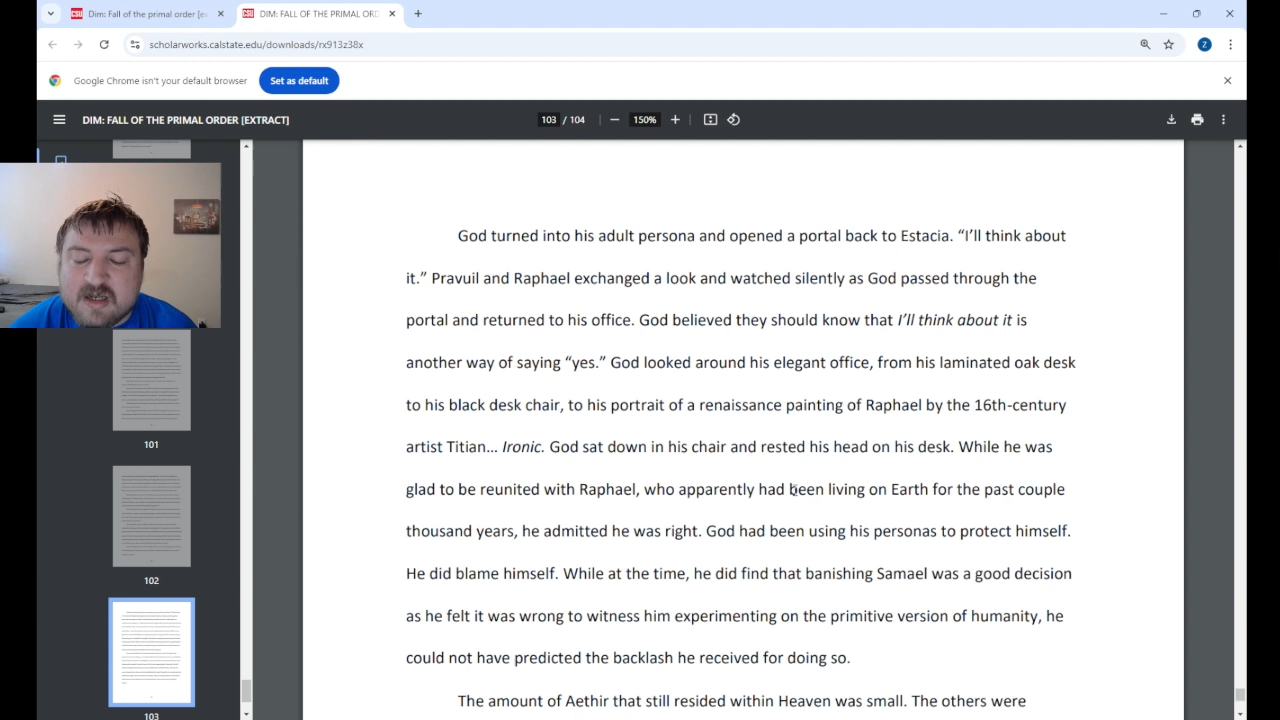 DIM: Fall of the primal order [ex
DIM: FALL OF THE PRIMAL ORD
scholarworks.calstate.edu/downloads/rx913z38x
Z
Google Chrome isn't your default browser
Set as default
DIM: FALL OF THE PRIMAL ORDER [EXTRACT]
103 / 104
150%
101
102
103
God turned into his adult persona and opened a portal back to Estacia. “I’ll think about
it.” Pravuil and Raphael exchanged a look and watched silently as God passed through the
portal and returned to his office. God believed they should know that I’ll think about it is
another way of saying “yes.” God looked around his elegant office, from his laminated oak desk
to his black desk chair, to his portrait of a renaissance painting of Raphael by the 16th-century
artist Titian… Ironic. God sat down in his chair and rested his head on his desk. While he was
glad to be reunited with Raphael, who apparently had been living on Earth for the past couple
thousand years, he admitted he was right. God had been using his personas to protect himself.
He did blame himself. While at the time, he did find that banishing Samael was a good decision
as he felt it was wrong to witness him experimenting on the primitive version of humanity, he
could not have predicted the backlash he received for doing so.
The amount of Aethir that still resided within Heaven was small. The others were